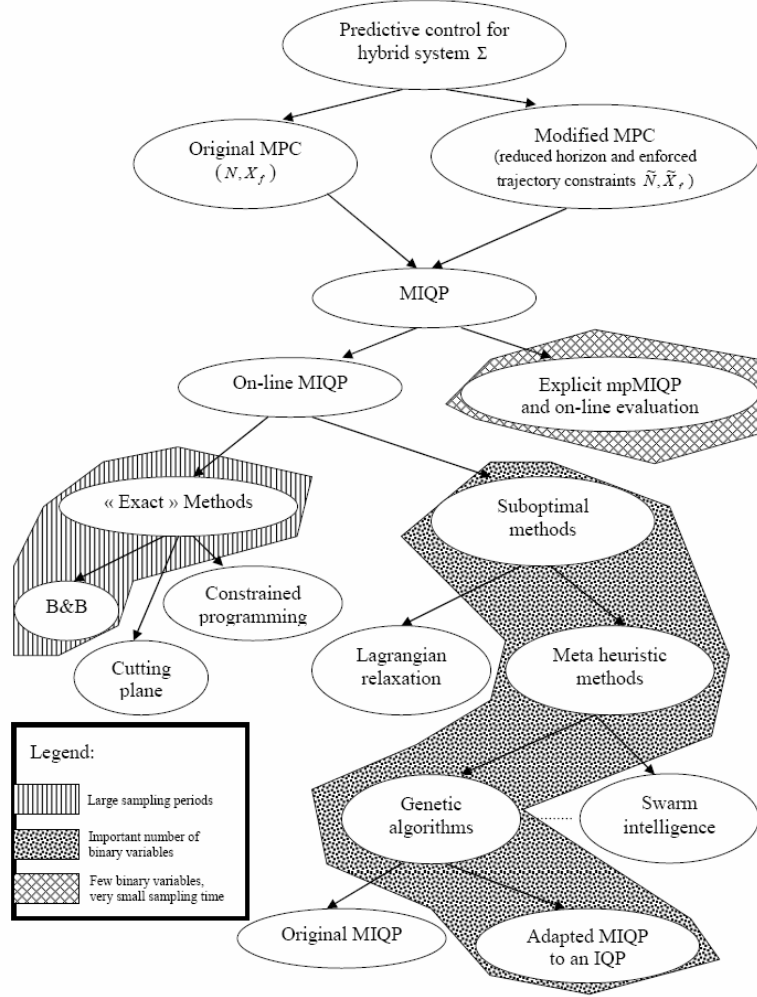 Predictive control for
hybrid system Σ
Original MPC
(N, X_f)
Modified MPC
(reduced horizon and enforced
trajectory constraints Ñ, X̃_f)
MIQP
On-line MIQP
Explicit mpMIQP
and on-line evaluation
« Exact » Methods
Suboptimal
methods
B&B
Constrained
programming
Cutting
plane
Lagrangian
relaxation
Meta heuristic
methods
Legend:
Large sampling periods
Important number of
binary variables
Few binary variables,
very small sampling time
Genetic
algorithms
Swarm
intelligence
Original MIQP
Adapted MIQP
to an IQP